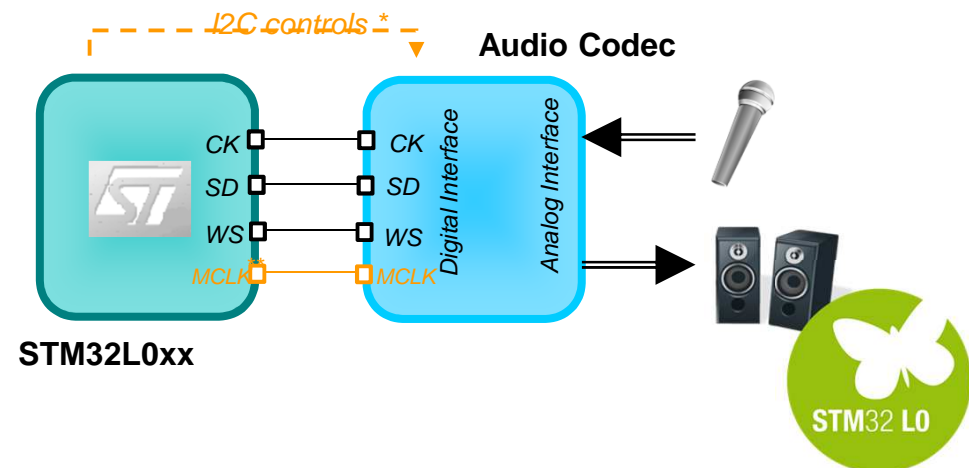 I2C controls *
Audio Codec
CK
SD
WS
MCLK**
CK
SD
WS
MCLK
Digital Interface
Analog Interface
ST
STM32L0xx
STM32 L0